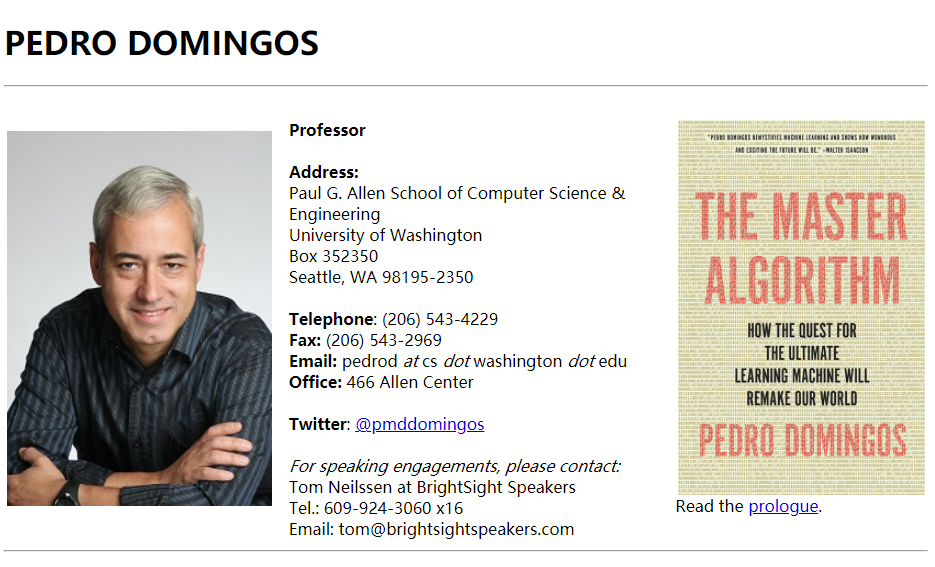 PEDRO DOMINGOS
Professor
Address:
Paul G. Allen School of Computer Science &
Engineering
University of Washington
Box 352350
Seattle, WA 98195-2350
Telephone: (206) 543-4229
Fax: (206) 543-2969
Email: pedrod at cs dot washington dot edu
Office: 466 Allen Center
Twitter: @pmddomingos
For speaking engagements, please contact:
Tom Neilssen at BrightSight Speakers
Tel.: 609-924-3060 x16
Email: tom@brightsightspeakers.com
"PEDRO DOMINGOS DEMYSTIFIES MACHINE LEARNING AND SHOWS HOW WONDROUS
AND EXCITING THE FUTURE WILL BE." –WALTER ISAACSON
THE MASTER
ALGORITHM
HOW THE QUEST FOR
THE ULTIMATE
LEARNING MACHINE WILL
REMAKE OUR WORLD
PEDRO DOMINGOS
Read the prologue.